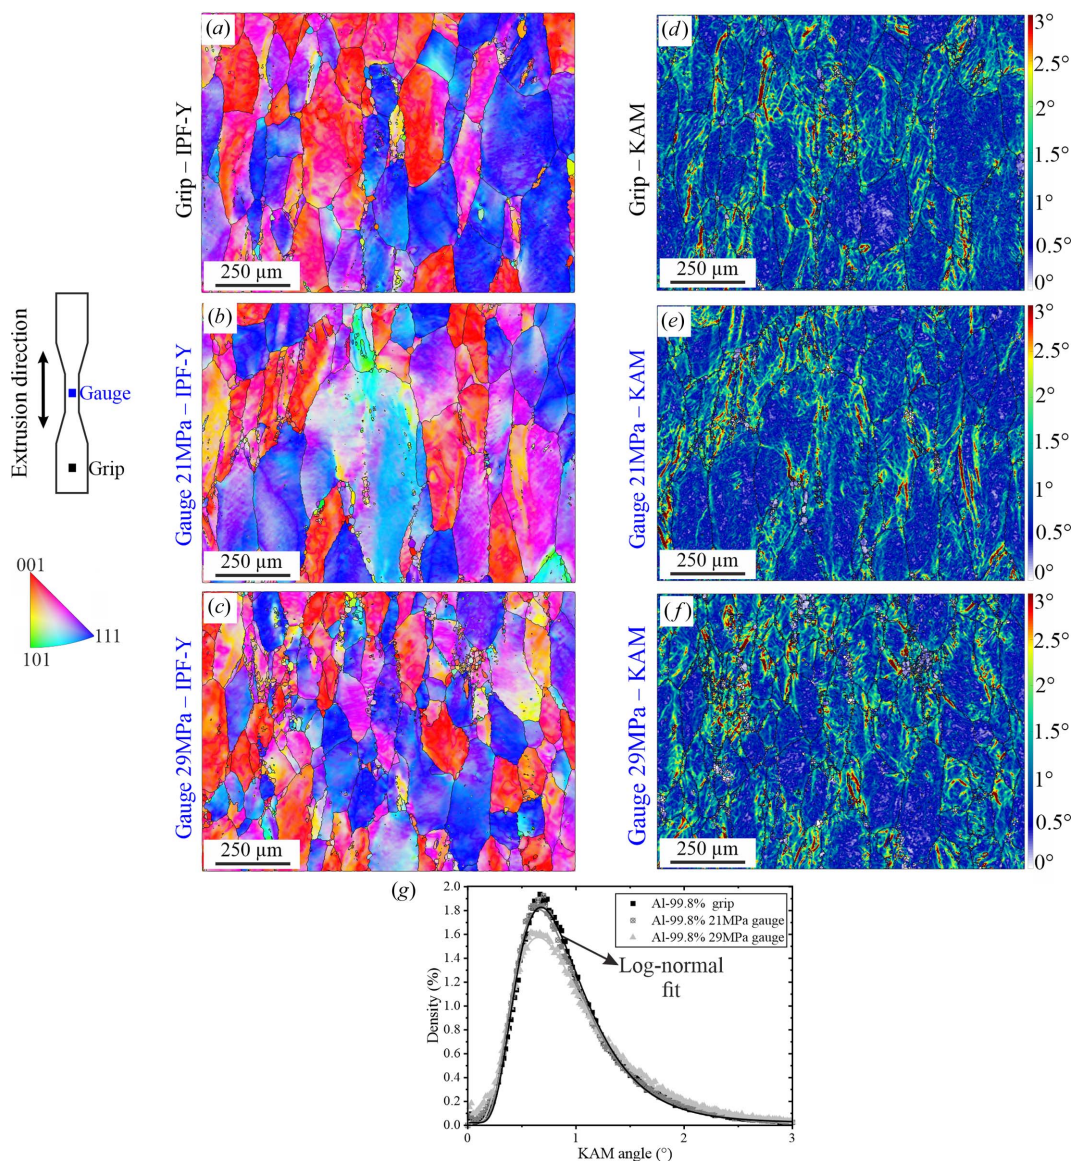 (a)
Grip – IPF-Y
250 µm
(d)
Grip – KAM
250 µm
3°
2.5°
2°
1.5°
1°
0.5°
0°
Extrusion direction
Gauge
Grip
(b)
Gauge 21MPa – IPF-Y
250 µm
(e)
Gauge 21MPa – KAM
250 µm
3°
2.5°
2°
1.5°
1°
0.5°
0°
001
111
101
(c)
Gauge 29MPa – IPF-Y
250 µm
(f)
Gauge 29MPa – KAM
250 µm
3°
2.5°
2°
1.5°
1°
0.5°
0°
(g)
2.0
1.8
1.6
1.4
1.2
1.0
0.8
0.6
0.4
0.2
0.0
Density (%)
Al-99.8% grip
Al-99.8% 21MPa gauge
Al-99.8% 29MPa gauge
Log-normal
fit
0 1 2 3
KAM angle (°)